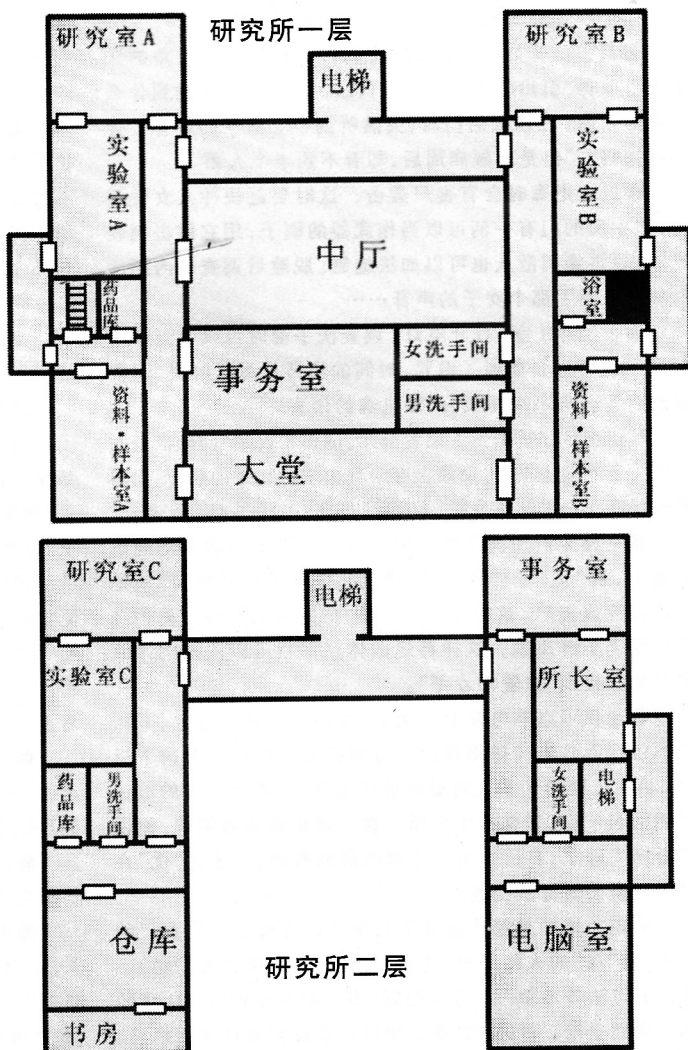 研究所一层
研究室A
电梯
研究室B
实验室A
实验室B
中厅
药品库
浴室
事务室
女洗手间
男洗手间
资料·样本室A
大堂
资料·样本室B
研究室C
电梯
事务室
实验室C
所长室
药品库
男洗手间
女洗手间
电梯
仓库
电脑室
研究所二层
书房